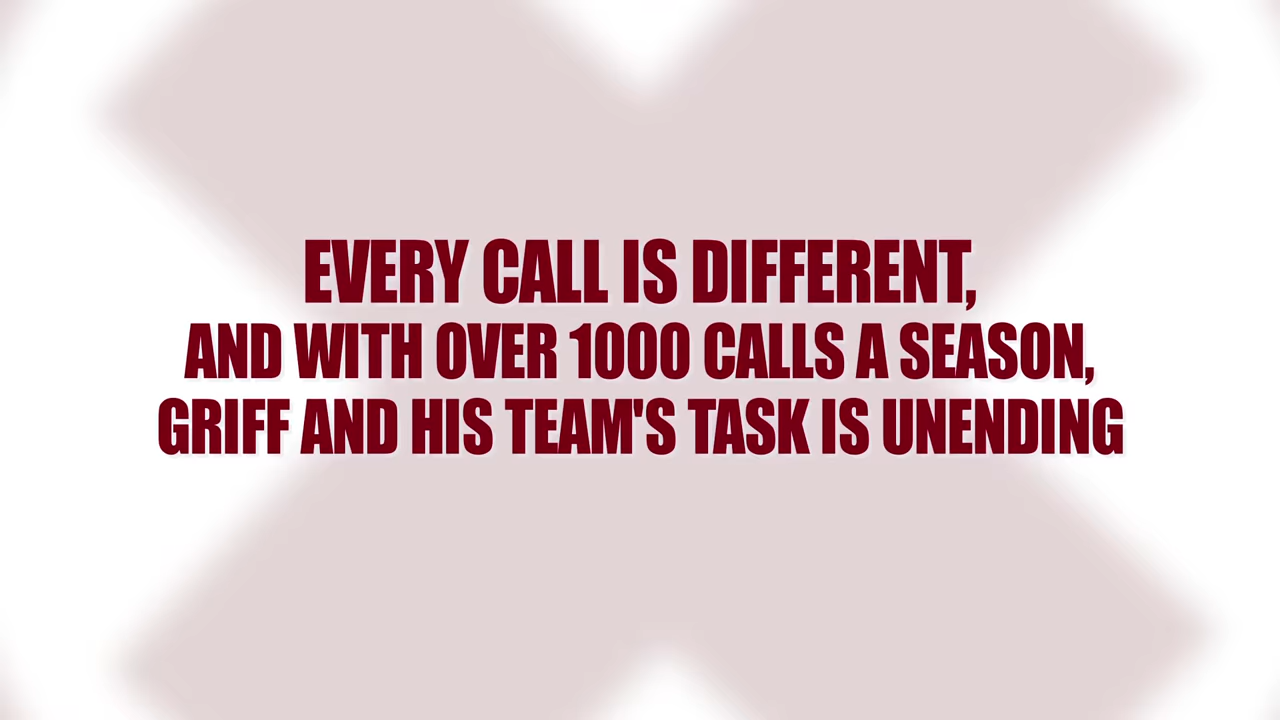 EVERY CALL IS DIFFERENT,
AND WITH OVER 1000 CALLS A SEASON,
GRIFF AND HIS TEAM'S TASK IS UNENDING